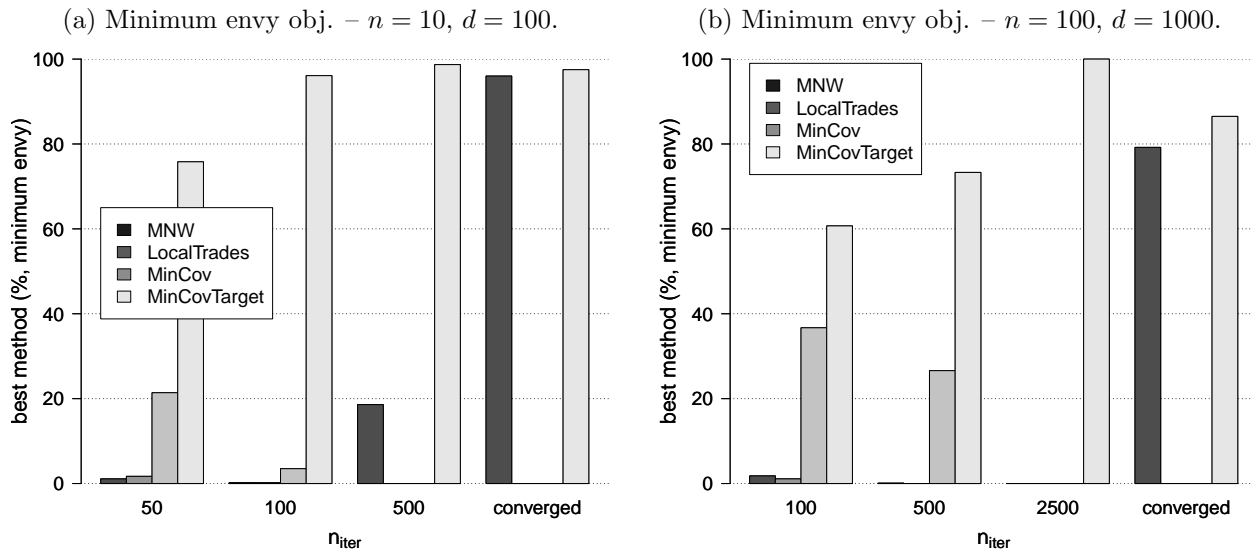 (a) Minimum envy obj. – n = 10, d = 100.
best method (%, minimum envy)
100
80
60
40
20
0
MNW
LocalTrades
MinCov
MinCovTarget
50 100 500 converged
n_iter
(b) Minimum envy obj. – n = 100, d = 1000.
best method (%, minimum envy)
100
80
60
40
20
0
MNW
LocalTrades
MinCov
MinCovTarget
100 500 2500 converged
n_iter